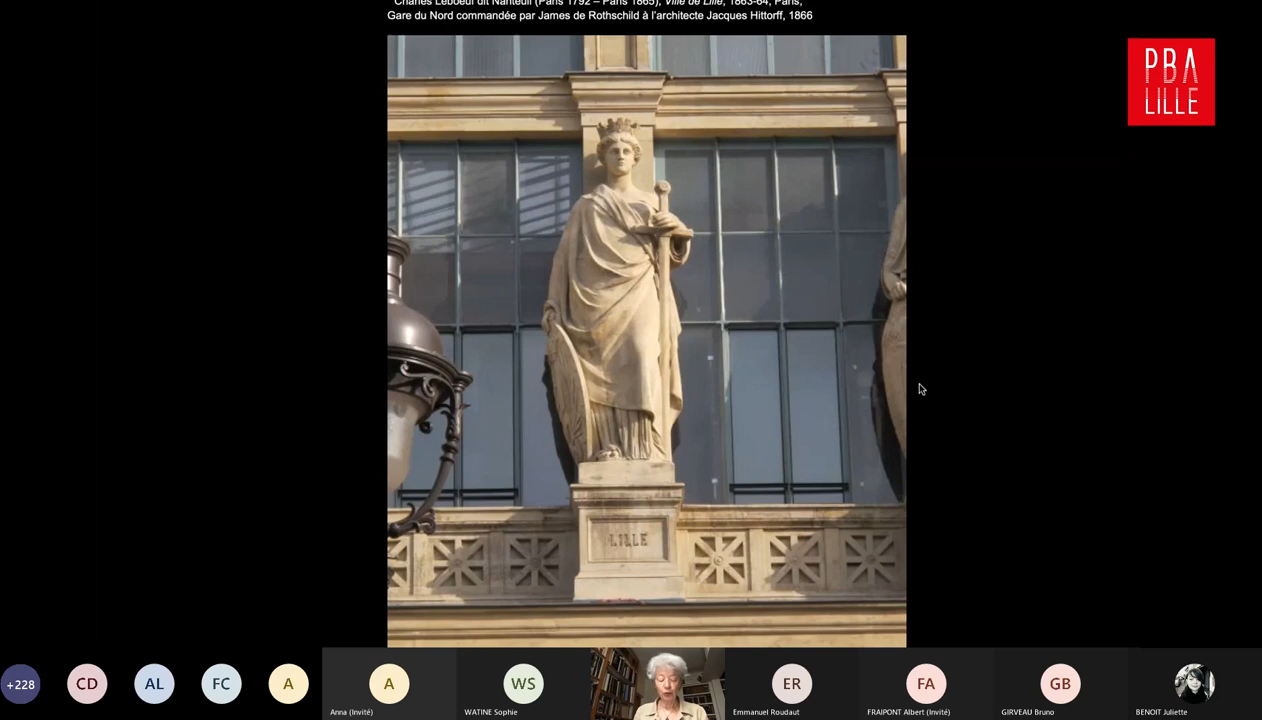 Charles Leboeuf dit Nanteuil (Paris 1792 – Paris 1865), Ville de Lille, 1863-64, Paris,
Gare du Nord commandée par James de Rothschild à l'architecte Jacques Hittorff, 1866
PBA
LILLE
LILLE
+228
CD
AL
FC
A
A
WS
ER
FA
GB
Anna (Invité)
WATINE Sophie
Emmanuel Roudaut
FRAIPONT Albert (Invité)
GIRVEAU Bruno
BENOIT Juliette